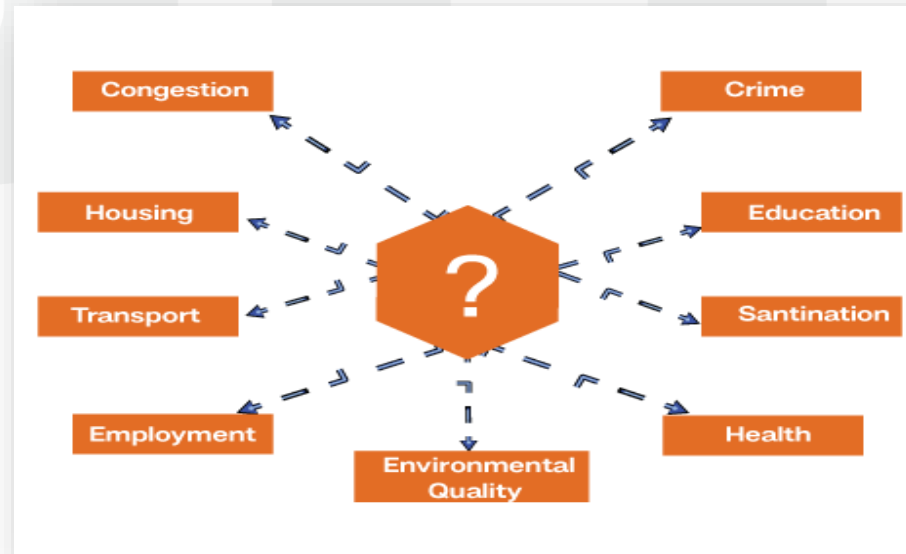 Congestion
Crime
Housing
Education
?
Transport
Santination
Employment
Health
Environmental
Quality